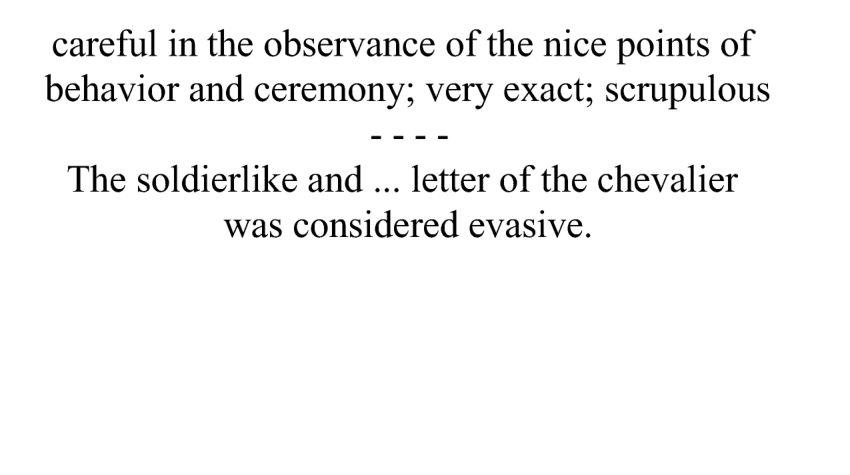 careful in the observance of the nice points of
behavior and ceremony; very exact; scrupulous
- - - -
The soldierlike and ... letter of the chevalier
was considered evasive.